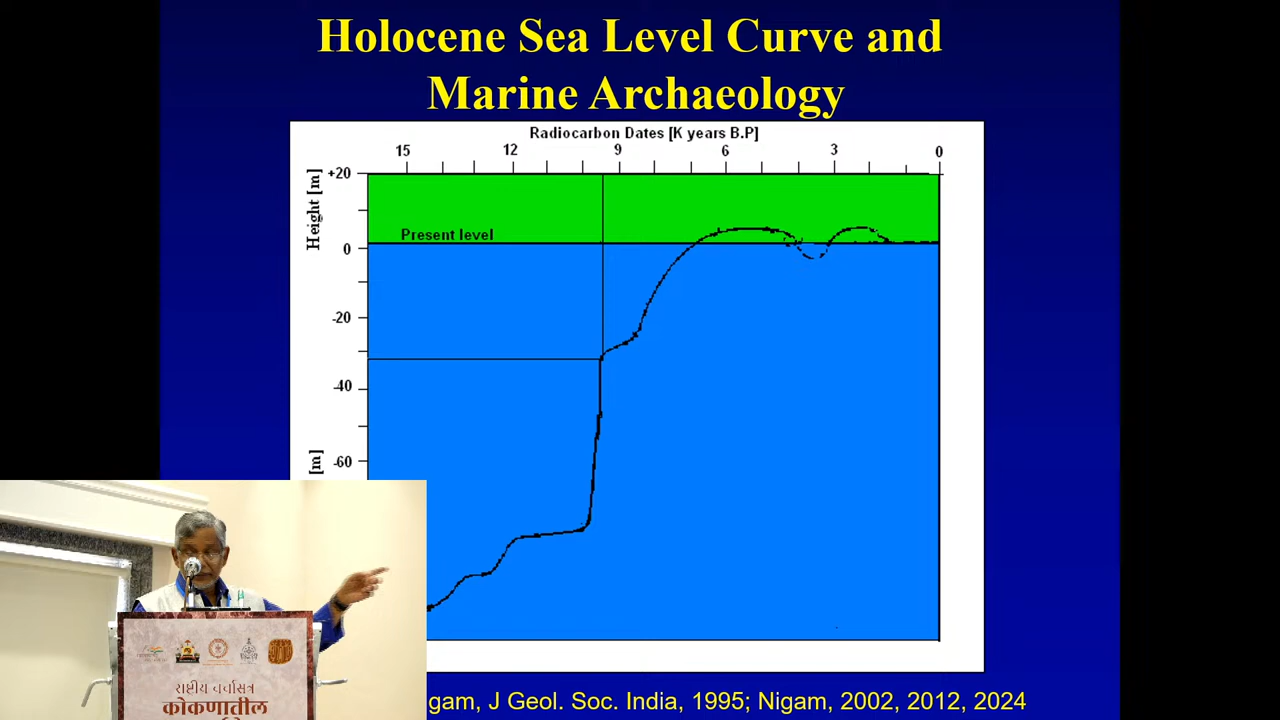 Holocene Sea Level Curve and
Marine Archaeology
Radiocarbon Dates [K years B.P]
15 12 9 6 3 0
Height [m]
+20
Present level
0
-20
-40
-60
[m]
राष्ट्रीय चर्चासत्र
कोकणातील
gam, J Geol. Soc. India, 1995; Nigam, 2002, 2012, 2024